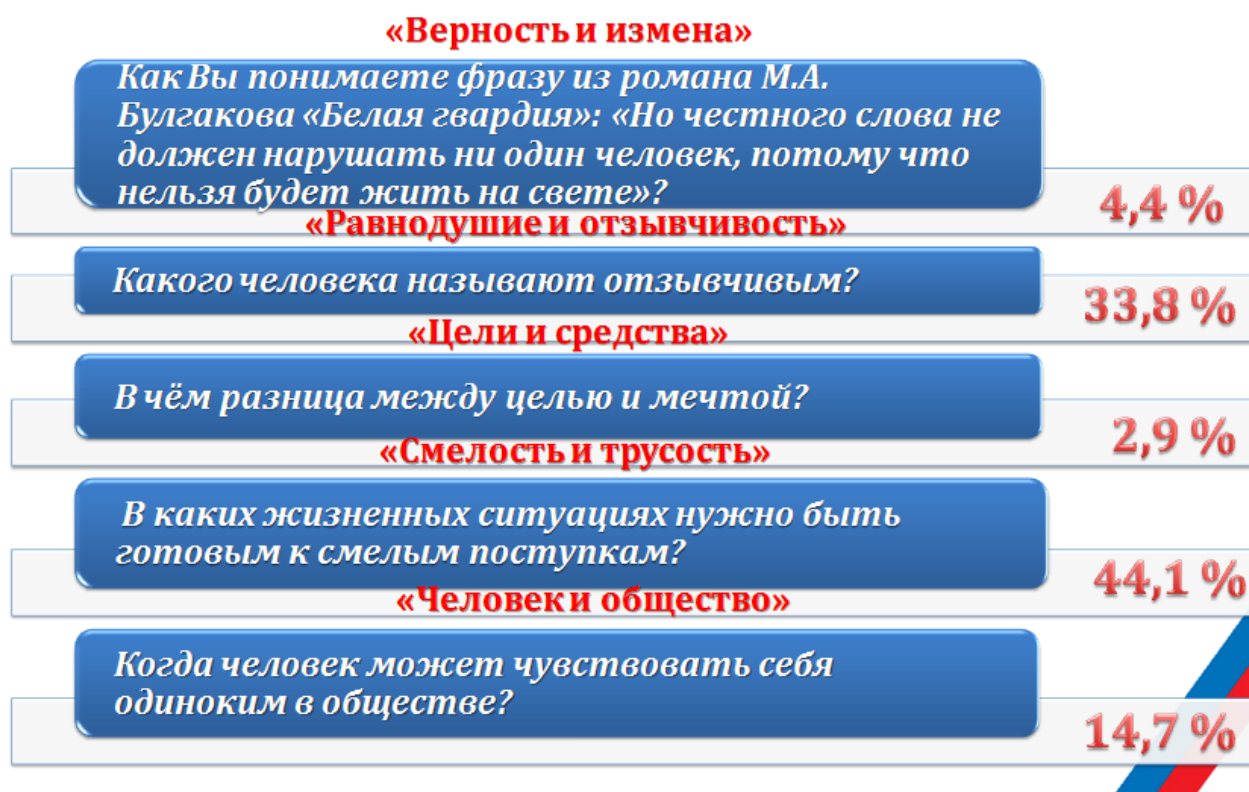 «Верность и измена»
Как Вы понимаете фразу из романа М.А.
Булгакова «Белая гвардия»: «Но честного слова не
должен нарушать ни один человек, потому что
нельзя будет жить на свете»?
4,4 %
«Равнодушие и отзывчивость»
Какого человека называют отзывчивым?
33,8 %
«Цели и средства»
В чём разница между целью и мечтой?
2,9 %
«Смелость и трусость»
В каких жизненных ситуациях нужно быть
готовым к смелым поступкам?
44,1 %
«Человек и общество»
Когда человек может чувствовать себя
одиноким в обществе?
14,7 %